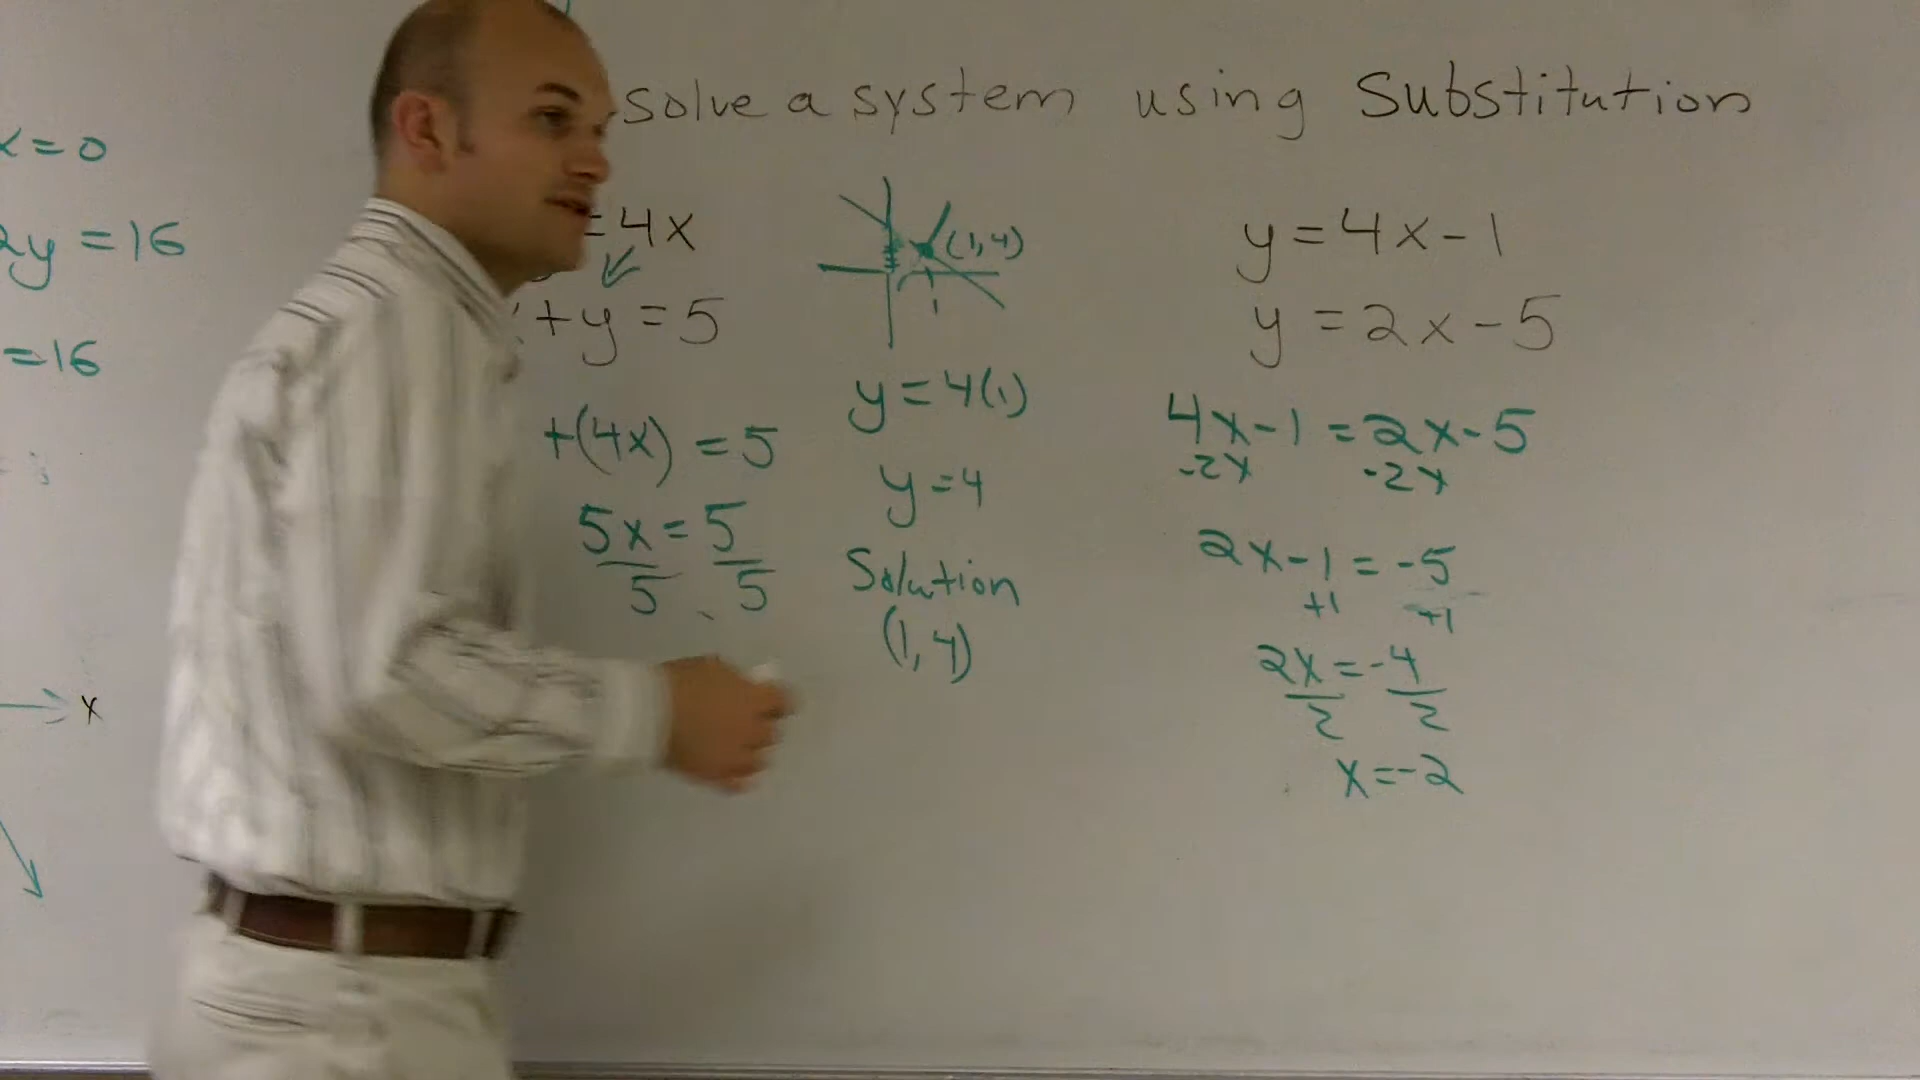 solve a system using Substitution
x=0
2y=16
=16
x
=4x
+y=5
+(4x)=5
5x=5
5 5
(1,4)
1
y=4(1)
y=4
Solution
(1,4)
y=4x-1
y=2x-5
4x-1=2x-5
-2x -2x
2x-1=-5
+1 +1
2x=-4
2 2
x=-2